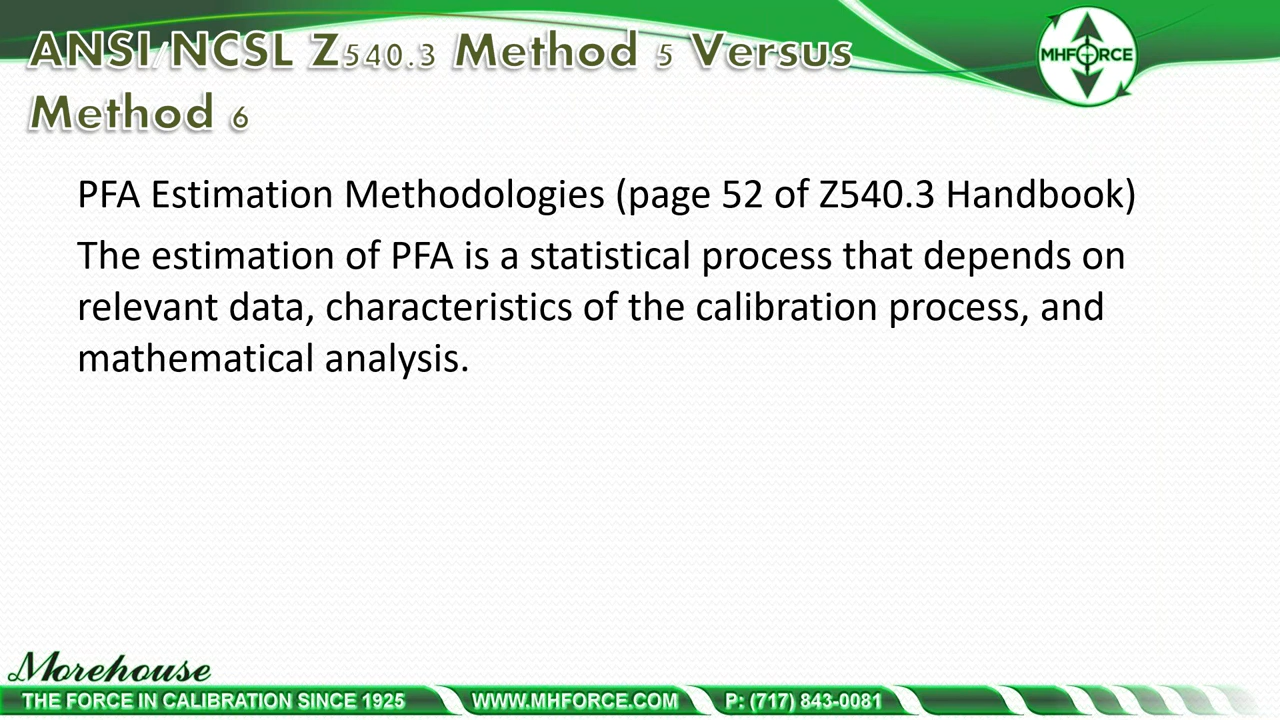 ANSI/NCSL Z540.3 Method 5 Versus
Method 6
MHFORCE
PFA Estimation Methodologies (page 52 of Z540.3 Handbook)
The estimation of PFA is a statistical process that depends on
relevant data, characteristics of the calibration process, and
mathematical analysis.
Morehouse
THE FORCE IN CALIBRATION SINCE 1925 WWW.MHFORCE.COM P: (717) 843-0081